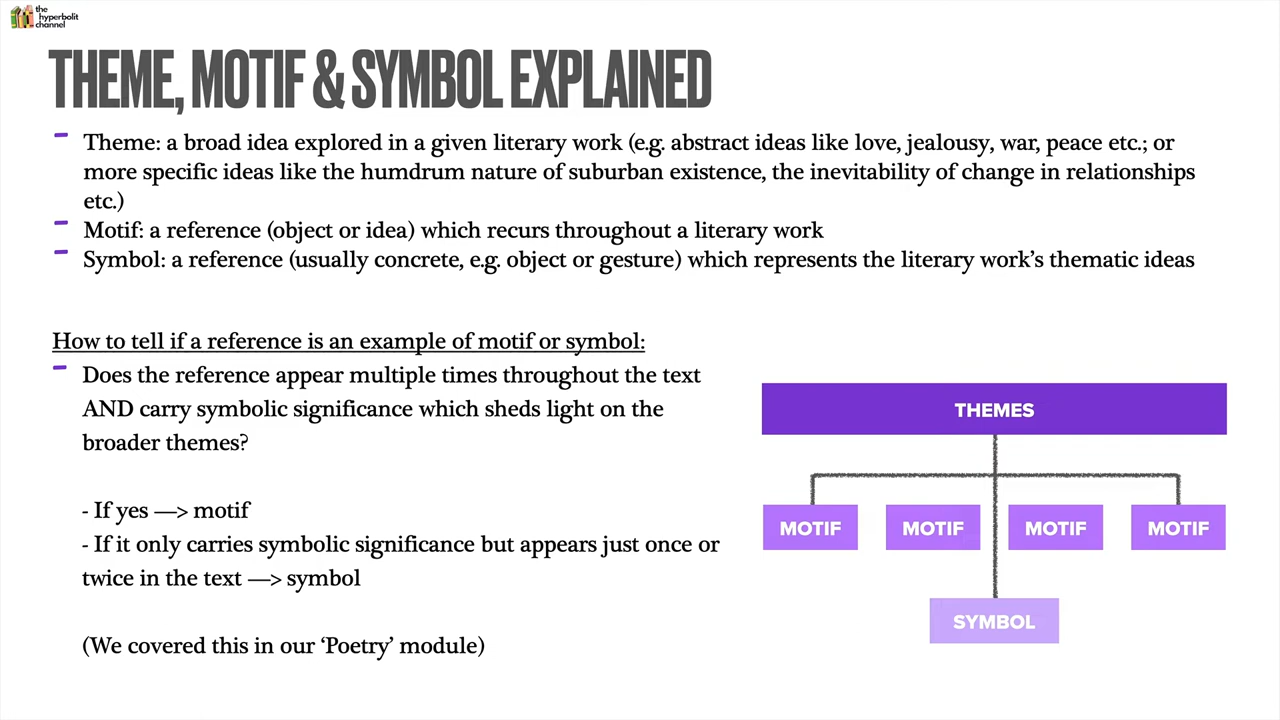 the
hyperbolit
channel
THEME, MOTIF & SYMBOL EXPLAINED
Theme: a broad idea explored in a given literary work (e.g. abstract ideas like love, jealousy, war, peace etc.; or
more specific ideas like the humdrum nature of suburban existence, the inevitability of change in relationships
etc.)
Motif: a reference (object or idea) which recurs throughout a literary work
Symbol: a reference (usually concrete, e.g. object or gesture) which represents the literary work’s thematic ideas
How to tell if a reference is an example of motif or symbol:
Does the reference appear multiple times throughout the text
AND carry symbolic significance which sheds light on the
broader themes?
- If yes —> motif
- If it only carries symbolic significance but appears just once or
twice in the text —> symbol
(We covered this in our ‘Poetry’ module)
THEMES
MOTIF MOTIF MOTIF MOTIF
SYMBOL